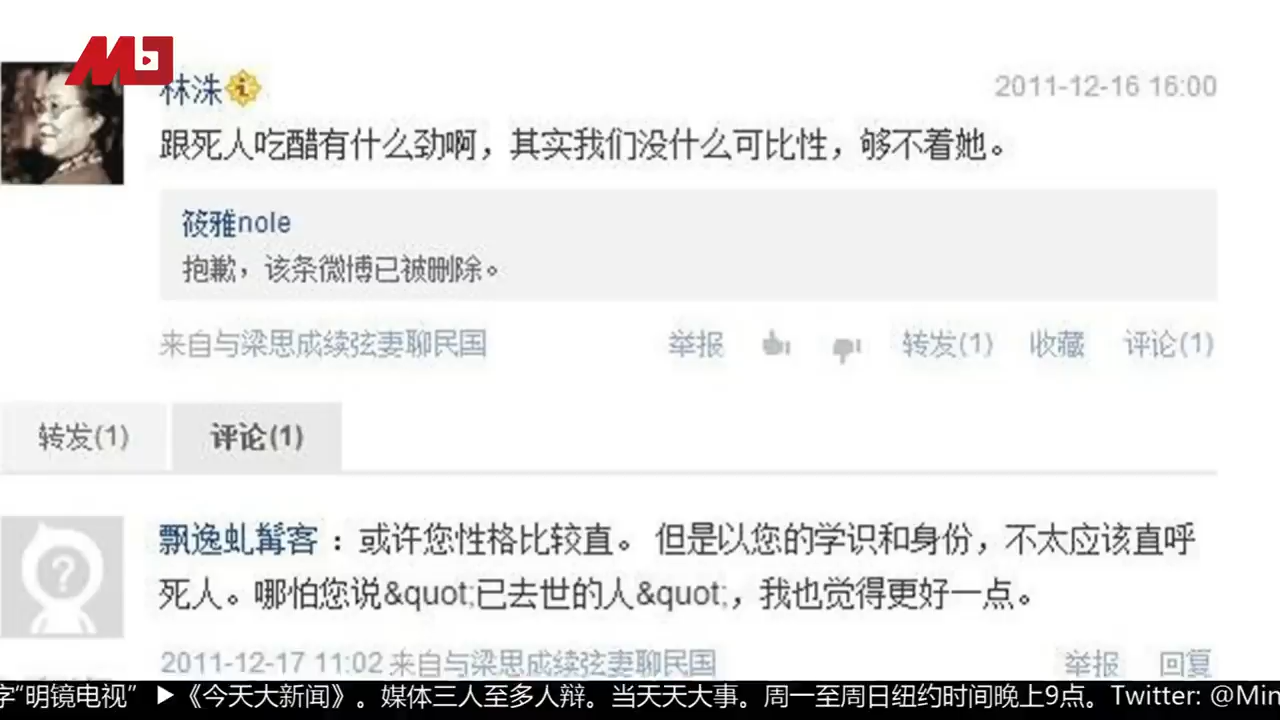 林洙
2011-12-16 16:00
跟死人吃醋有什么劲啊，其实我们没什么可比性，够不着她。
筱雅nole
抱歉，该条微博已被删除。
来自与梁思成续弦妻聊民国 举报 转发(1) 收藏 评论(1)
转发(1) 评论(1)
飘逸虬髯客：或许您性格比较直。但是以您的学识和身份，不太应该直呼
死人。哪怕您说&quot;已去世的人&quot;，我也觉得更好一点。
2011-12-17 11:02 来自与梁思成续弦妻聊民国 举报 回复
字“明镜电视” ▶《今天大新闻》。媒体三人至多人辩。当天天大事。周一至周日纽约时间晚上9点。Twitter: @Min